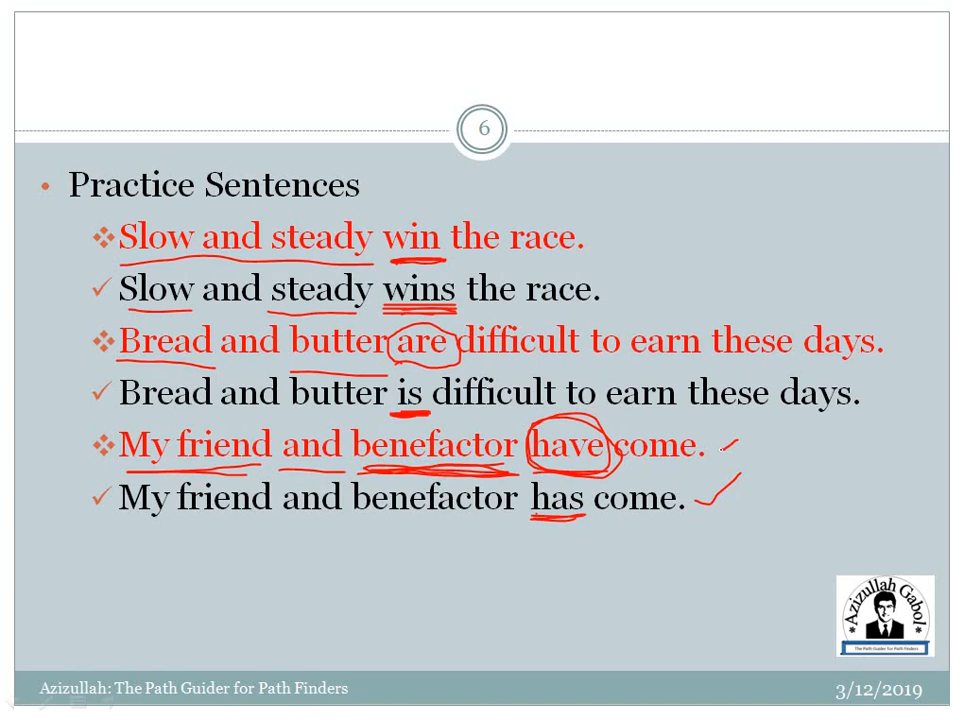 6
Practice Sentences
Slow and steady win the race.
Slow and steady wins the race.
Bread and butter are difficult to earn these days.
Bread and butter is difficult to earn these days.
My friend and benefactor have come.
My friend and benefactor has come.
*Azizullah Gabol*
The Path Guider for Path Finders
Azizullah: The Path Guider for Path Finders
3/12/2019